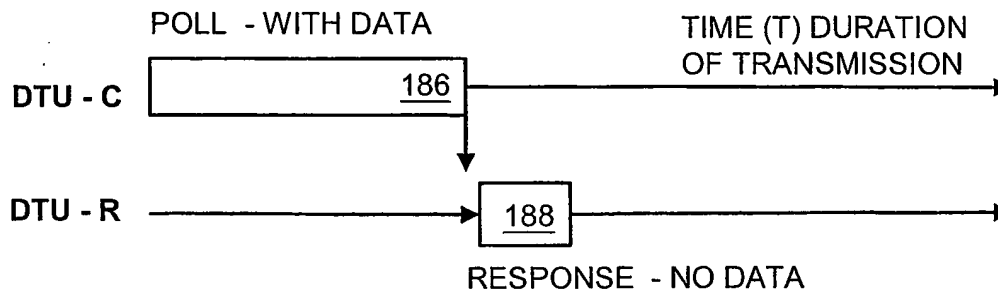 POLL - WITH DATA
TIME (T) DURATION
OF TRANSMISSION
DTU - C
186
DTU - R
188
RESPONSE - NO DATA